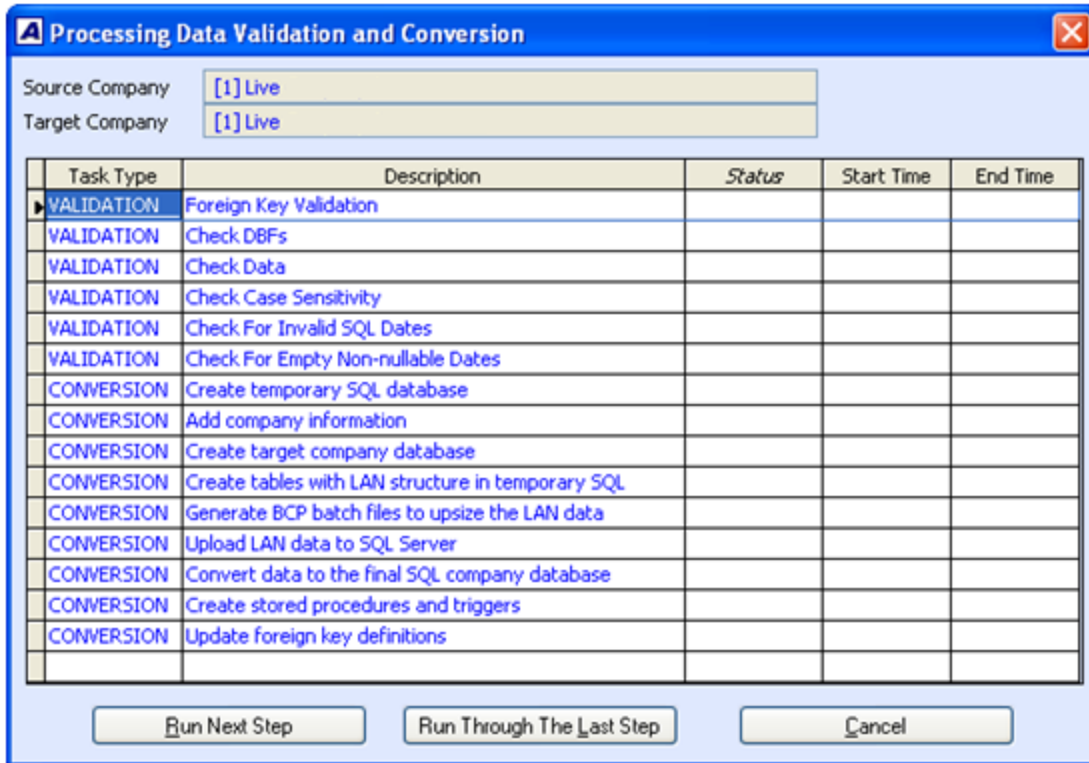 A Processing Data Validation and Conversion
Source Company [1] Live
Target Company [1] Live
Task Type Description Status Start Time End Time
VALIDATION Foreign Key Validation
VALIDATION Check DBFs
VALIDATION Check Data
VALIDATION Check Case Sensitivity
VALIDATION Check For Invalid SQL Dates
VALIDATION Check For Empty Non-nullable Dates
CONVERSION Create temporary SQL database
CONVERSION Add company information
CONVERSION Create target company database
CONVERSION Create tables with LAN structure in temporary SQL
CONVERSION Generate BCP batch files to upsize the LAN data
CONVERSION Upload LAN data to SQL Server
CONVERSION Convert data to the final SQL company database
CONVERSION Create stored procedures and triggers
CONVERSION Update foreign key definitions
Run Next Step Run Through The Last Step Cancel